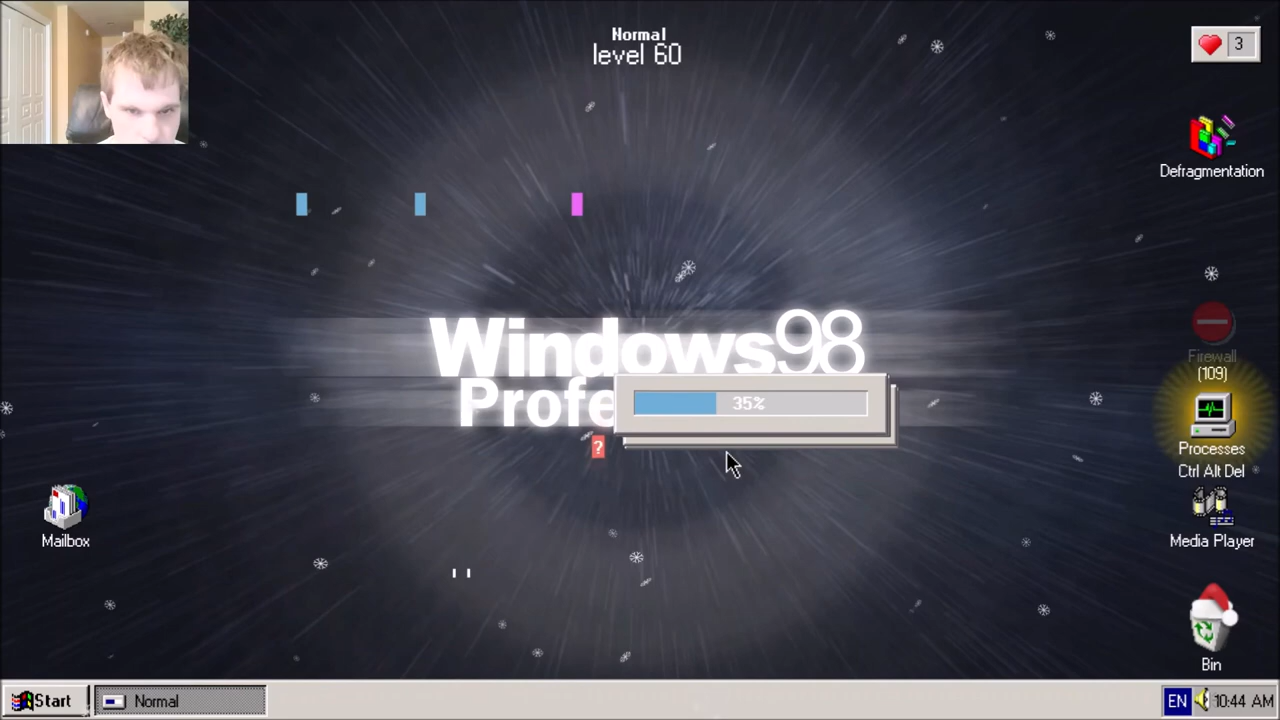 Normal
level 60
3
Defragmentation
Windows98
Profe
35%
?
Firewall
(109)
Processes
Ctrl Alt Del
Mailbox
Media Player
Bin
Start
Normal
EN
10:44 AM